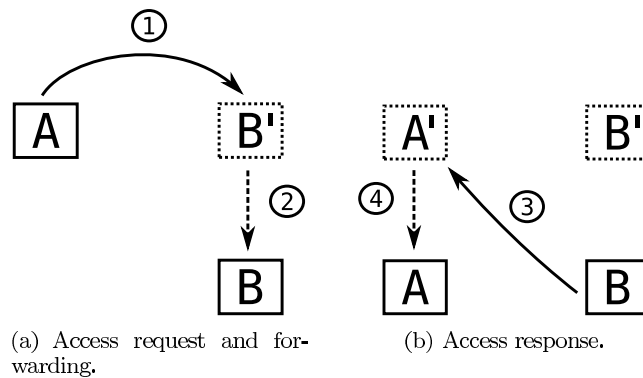 1
A
B'
2
B
(a) Access request and for-
warding.
A'
B'
4
3
A
B
(b) Access response.